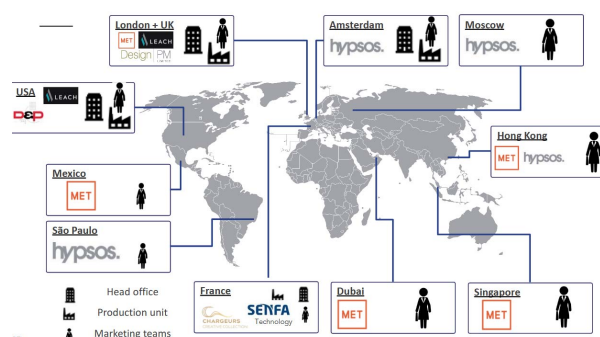 London + UK
MET LEACH
Design PM
Amsterdam
hypsos.
Moscow
hypsos.
USA
LEACH
D&P
Hong Kong
MET hypsos.
Mexico
MET
São Paulo
hypsos.
France
CHARGEURS
SENFA
Technology
Dubai
MET
Singapore
MET
Head office
Production unit
Marketing teams